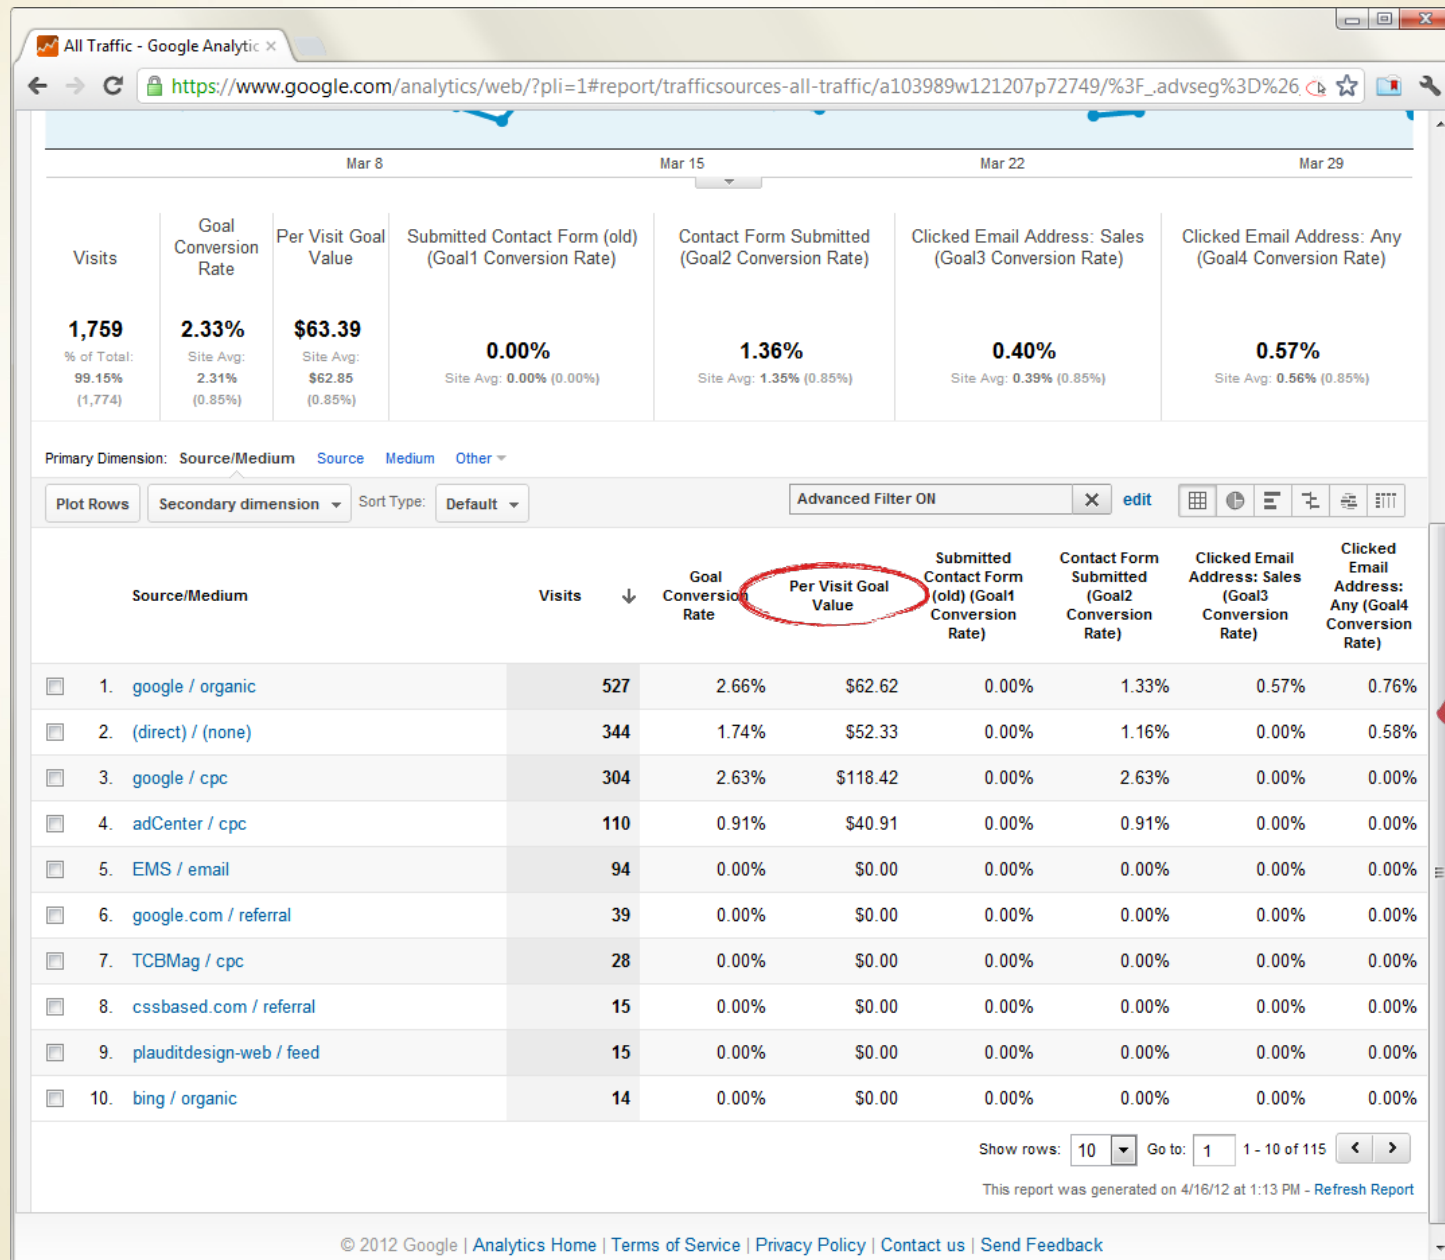 All Traffic - Google Analytic ×
https://www.google.com/analytics/web/?pli=1#report/trafficsources-all-traffic/a103989w121207p72749/%3F_.advseg%3D%26
Mar 8 Mar 15 Mar 22 Mar 29
Visits
1,759
% of Total:
99.15%
(1,774)
Goal
Conversion
Rate
2.33%
Site Avg:
2.31%
(0.85%)
Per Visit Goal
Value
$63.39
Site Avg:
$62.85
(0.85%)
Submitted Contact Form (old)
(Goal1 Conversion Rate)
0.00%
Site Avg: 0.00% (0.00%)
Contact Form Submitted
(Goal2 Conversion Rate)
1.36%
Site Avg: 1.35% (0.85%)
Clicked Email Address: Sales
(Goal3 Conversion Rate)
0.40%
Site Avg: 0.39% (0.85%)
Clicked Email Address: Any
(Goal4 Conversion Rate)
0.57%
Site Avg: 0.56% (0.85%)
Primary Dimension: Source/Medium Source Medium Other
Plot Rows Secondary dimension Sort Type: Default Advanced Filter ON edit
Source/Medium
Visits
Goal
Conversion
Rate
Per Visit Goal
Value
Submitted
Contact Form
(old) (Goal1
Conversion
Rate)
Contact Form
Submitted
(Goal2
Conversion
Rate)
Clicked Email
Address: Sales
(Goal3
Conversion
Rate)
Clicked
Email
Address:
Any (Goal4
Conversion
Rate)
1. google / organic 527 2.66% $62.62 0.00% 1.33% 0.57% 0.76%
2. (direct) / (none) 344 1.74% $52.33 0.00% 1.16% 0.00% 0.58%
3. google / cpc 304 2.63% $118.42 0.00% 2.63% 0.00% 0.00%
4. adCenter / cpc 110 0.91% $40.91 0.00% 0.91% 0.00% 0.00%
5. EMS / email 94 0.00% $0.00 0.00% 0.00% 0.00% 0.00%
6. google.com / referral 39 0.00% $0.00 0.00% 0.00% 0.00% 0.00%
7. TCBMag / cpc 28 0.00% $0.00 0.00% 0.00% 0.00% 0.00%
8. cssbased.com / referral 15 0.00% $0.00 0.00% 0.00% 0.00% 0.00%
9. plauditdesign-web / feed 15 0.00% $0.00 0.00% 0.00% 0.00% 0.00%
10. bing / organic 14 0.00% $0.00 0.00% 0.00% 0.00% 0.00%
Show rows: 10 Go to: 1 1 - 10 of 115
This report was generated on 4/16/12 at 1:13 PM - Refresh Report
© 2012 Google | Analytics Home | Terms of Service | Privacy Policy | Contact us | Send Feedback